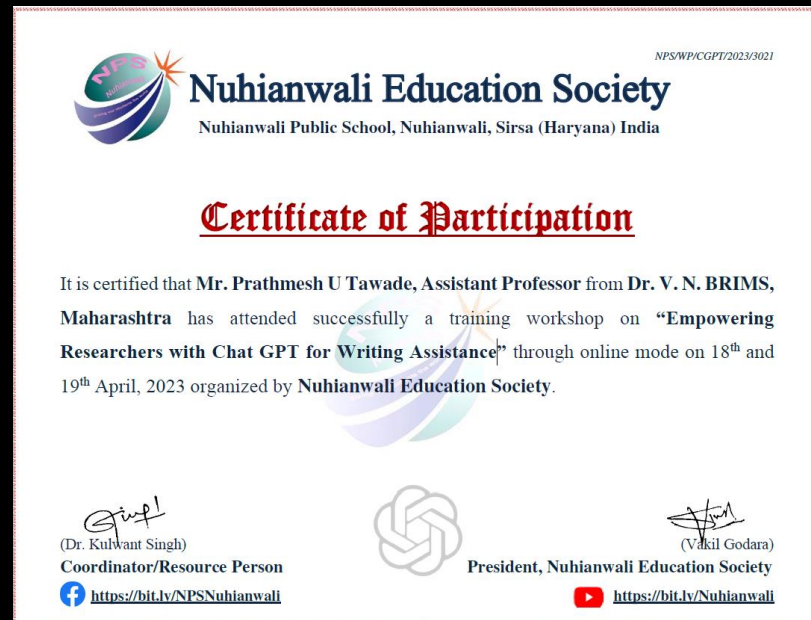 NPS/WP/CGPT/2023/3021
NPS
Nuhianwali Education Society
Nuhianwali Public School, Nuhianwali, Sirsa (Haryana) India
Certificate of Participation
It is certified that Mr. Prathmesh U Tawade, Assistant Professor from Dr. V. N. BRIMS,
Maharashtra has attended successfully a training workshop on “Empowering
Researchers with Chat GPT for Writing Assistance” through online mode on 18th and
19th April, 2023 organized by Nuhianwali Education Society.
(Dr. Kulwant Singh)
Coordinator/Resource Person
https://bit.ly/NPSNuhianwali
(Vakil Godara)
President, Nuhianwali Education Society
https://bit.ly/Nuhianwali